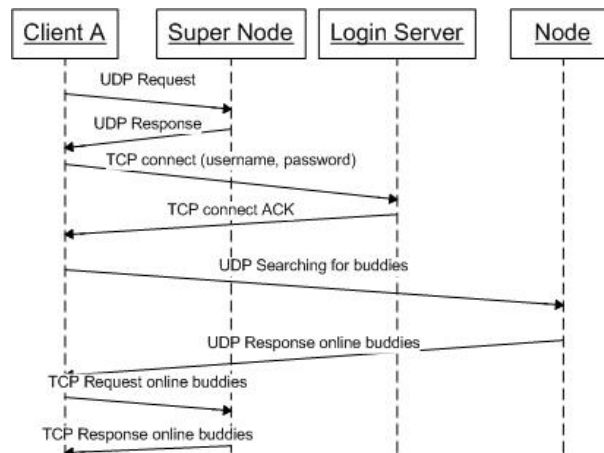 Client A
Super Node
Login Server
Node
UDP Request
UDP Response
TCP connect (username, password)
TCP connect ACK
UDP Searching for buddies
UDP Response online buddies
TCP Request online buddies
TCP Response online buddies